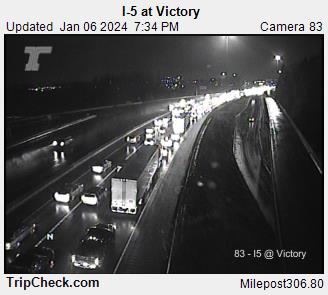 I-5 at Victory
Updated Jan 06 2024 7:34 PM Camera 83
T
N
83 - I5 @ Victory
TripCheck.com Milepost306.80